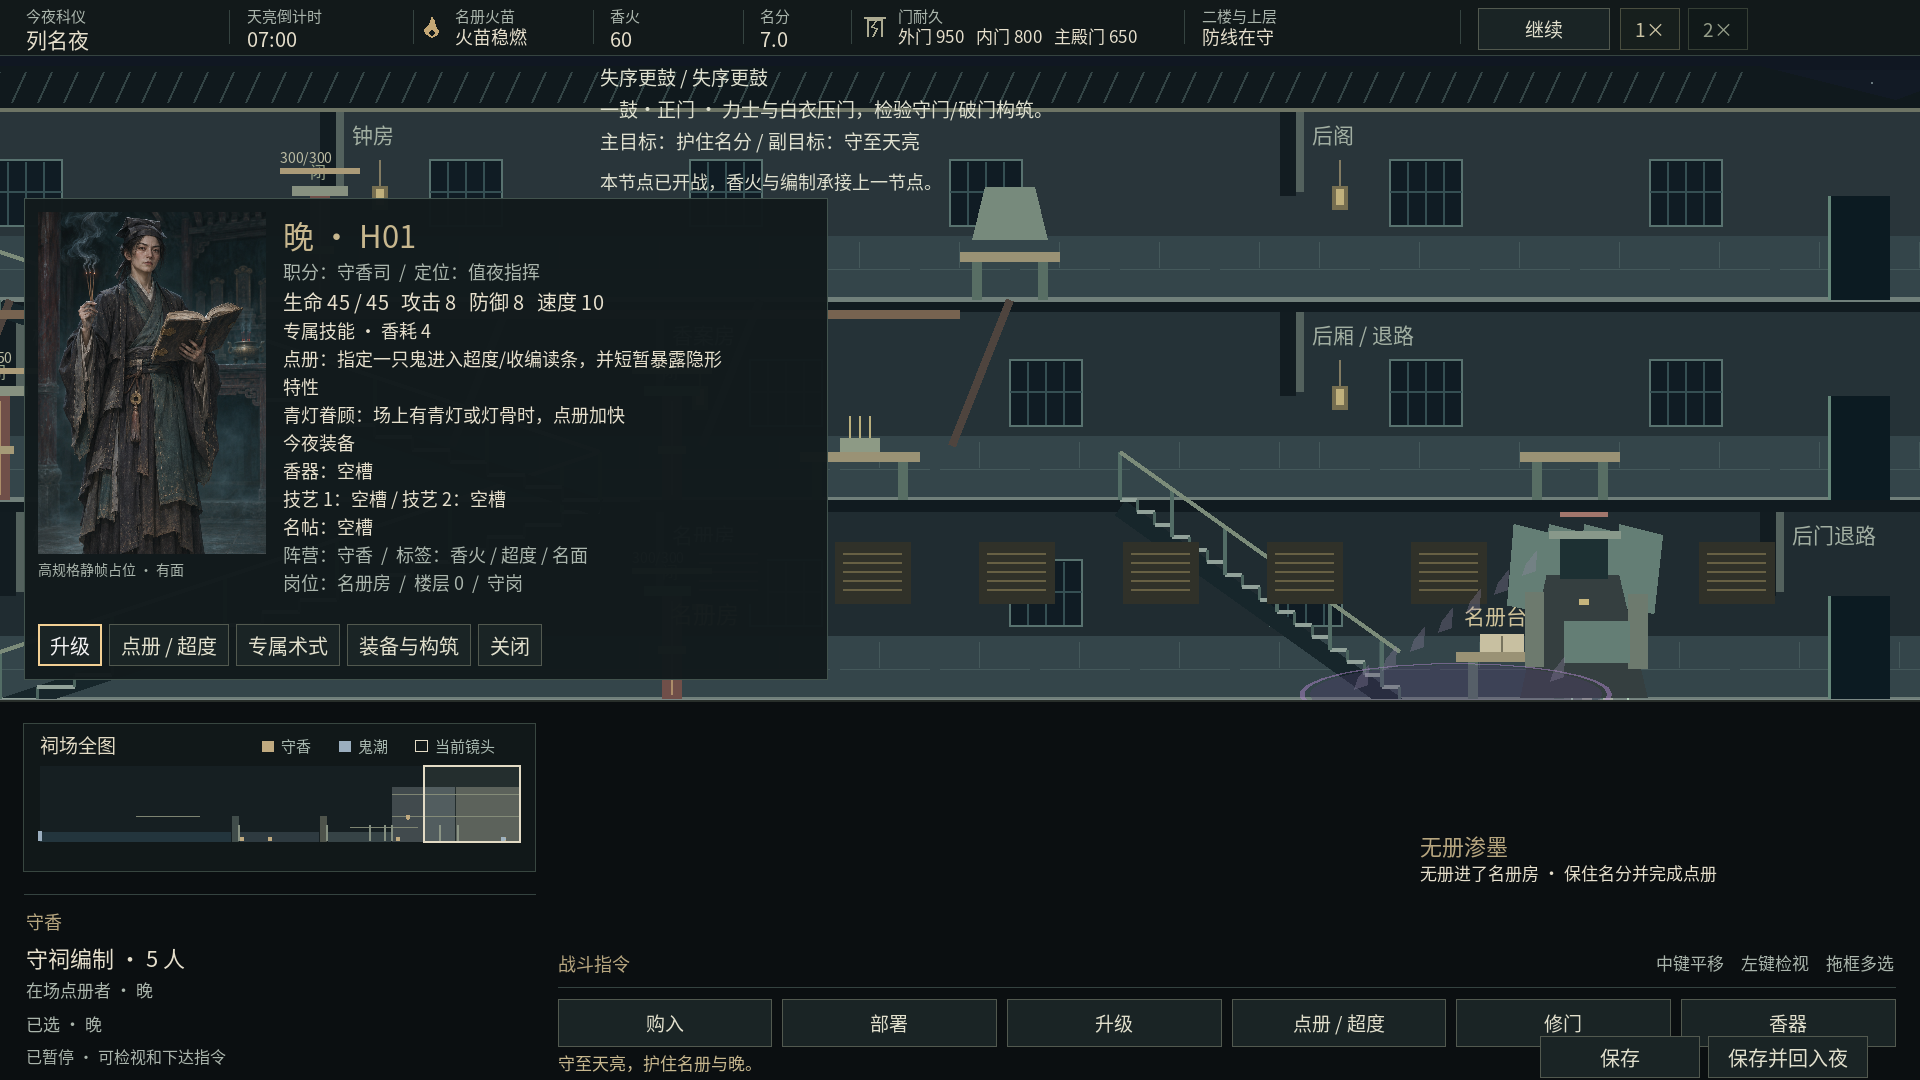 今夜科仪
列名夜
天亮倒计时
07:00
名册火苗
火苗稳燃
香火
60
名分
7.0
门耐久
外门 950 内门 800 主殿门 650
二楼与上层
防线在守
继续
1×
2×
失序更鼓 / 失序更鼓
一鼓·正门 · 力士与白衣压门，检验守门/破门构筑。
主目标：护住名分 / 副目标：守至天亮
本节点已开战，香火与编制承接上一节点。
钟房
300/300
闭
后阁
后厢 / 退路
后门退路
名册台
晚 · H01
职分：守香司 / 定位：值夜指挥
生命 45 / 45 攻击 8 防御 8 速度 10
专属技能 · 香耗 4
点册：指定一只鬼进入超度/收编读条，并短暂暴露隐形
特性
青灯眷顾：场上有青灯或灯骨时，点册加快
今夜装备
香器：空槽
技艺 1：空槽 / 技艺 2：空槽
名帖：空槽
阵营：守香 / 标签：香火 / 超度 / 名面
岗位：名册房 / 楼层 0 / 守岗
高规格静帧占位 · 有面
升级
点册 / 超度
专属术式
装备与构筑
关闭
祠场全图
守香
鬼潮
当前镜头
无册渗墨
无册进了名册房 · 保住名分并完成点册
守香
守祠编制 · 5 人
在场点册者 · 晚
已选 · 晚
已暂停 · 可检视和下达指令
战斗指令
中键平移 左键检视 拖框多选
购入
部署
升级
点册 / 超度
修门
香器
守至天亮，护住名册与晚。
保存
保存并回入夜